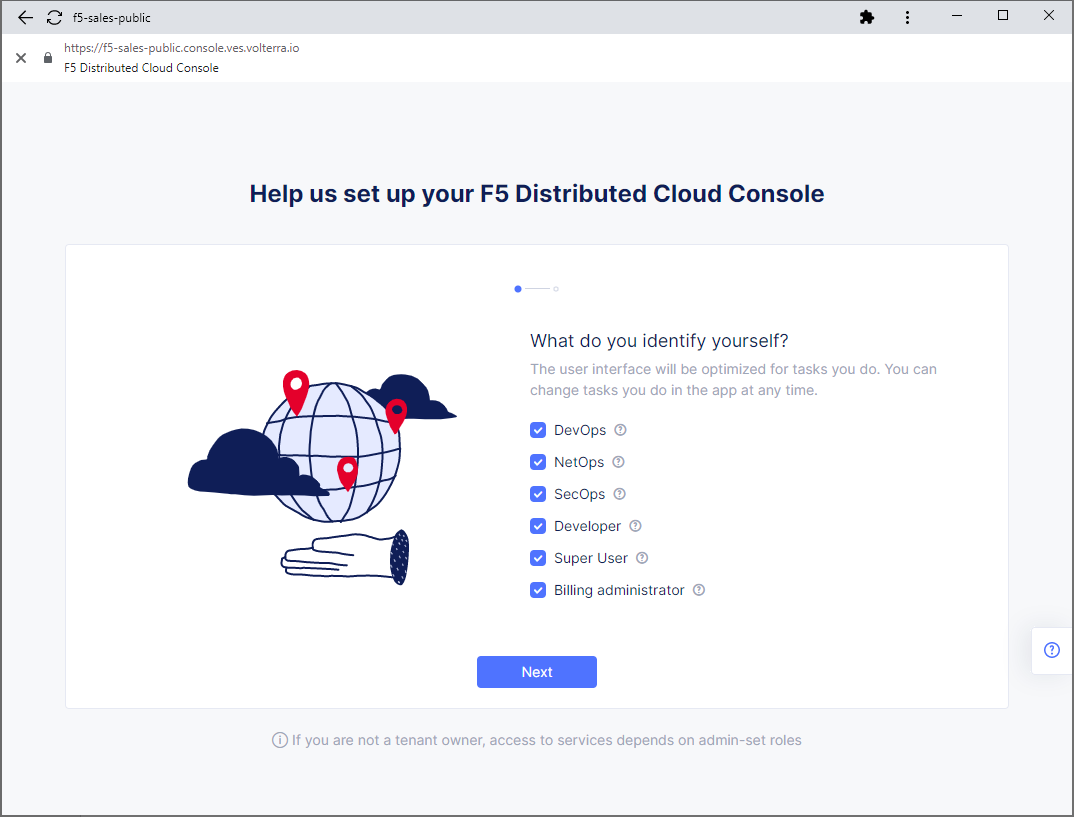 f5-sales-public
https://f5-sales-public.console.ves.volterra.io
F5 Distributed Cloud Console
Help us set up your F5 Distributed Cloud Console
What do you identify yourself?
The user interface will be optimized for tasks you do. You can
change tasks you do in the app at any time.
DevOps
NetOps
SecOps
Developer
Super User
Billing administrator
Next
If you are not a tenant owner, access to services depends on admin-set roles